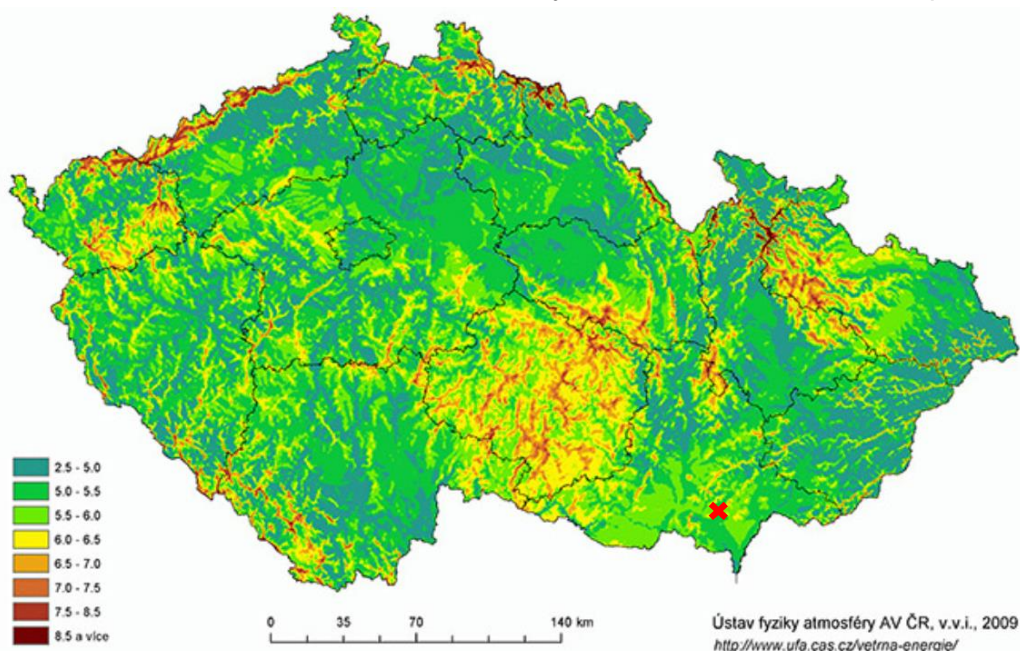 2.5 - 5.0
5.0 - 5.5
5.5 - 6.0
6.0 - 6.5
6.5 - 7.0
7.0 - 7.5
7.5 - 8.5
8.5 a více
0 35 70 140 km
Ústav fyziky atmosféry AV ČR, v.v.i., 2009
http://www.ufa.cas.cz/vetrna-energie/